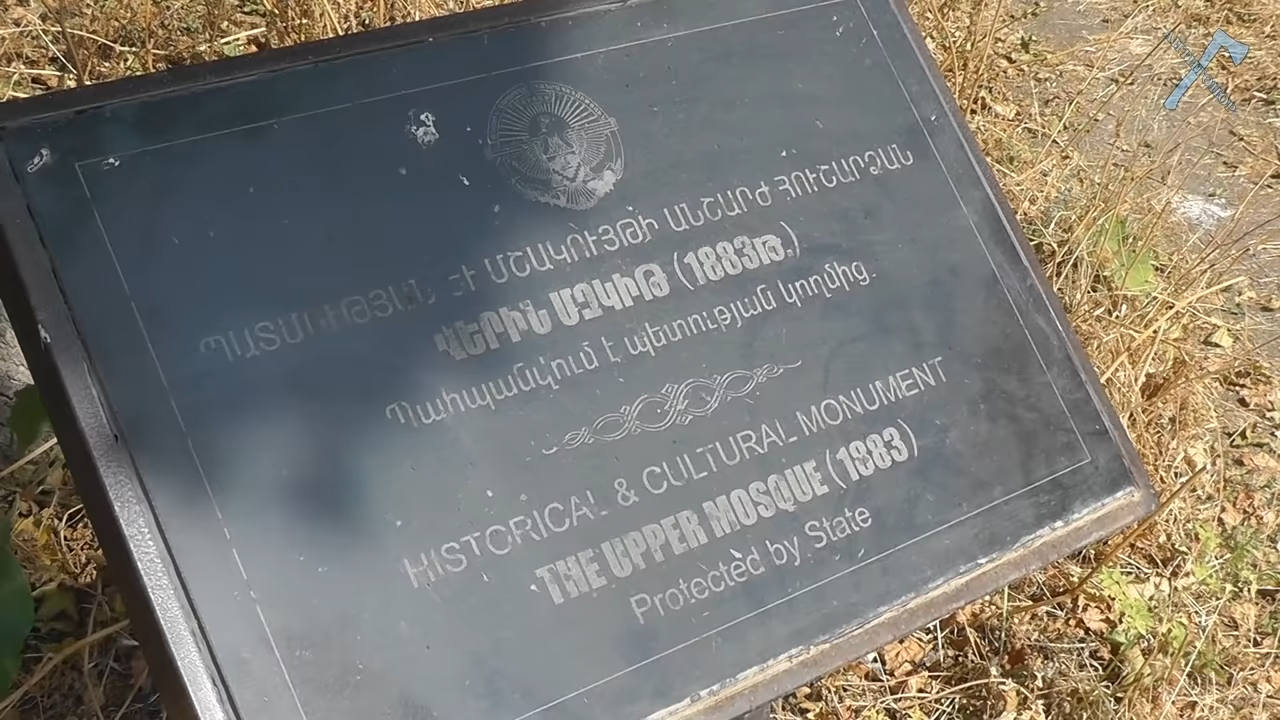 ՊԱՏՄՈՒԹՅԱՆ ԵՒ ՄՇԱԿՈՒՅԹԻ ԱՆՇԱՐԺ ՀՈՒՇԱՐՁԱՆ
ՎԵՐԻՆ ՄԶԿԻԹ (1883թ.)
Պահպանվում է պետության կողմից.
HISTORICAL & CULTURAL MONUMENT
THE UPPER MOSQUE (1883)
Protected by State